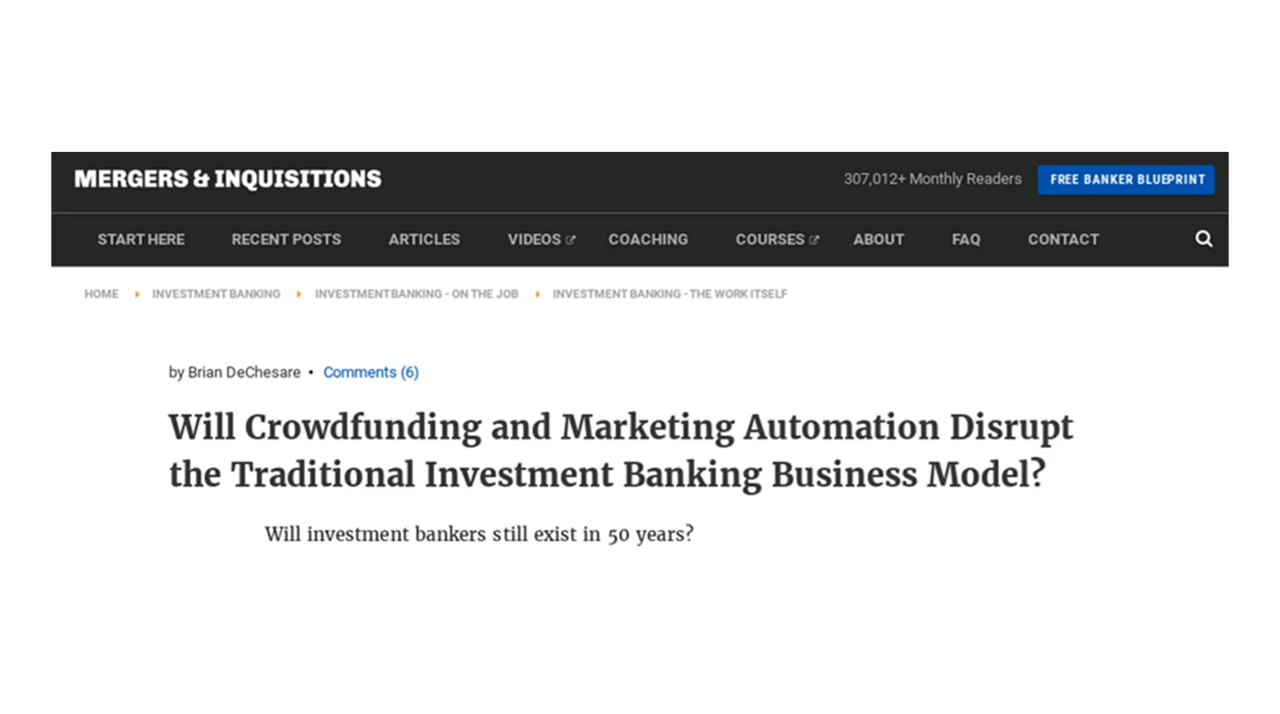 MERGERS & INQUISITIONS
307,012+ Monthly Readers
FREE BANKER BLUEPRINT
START HERE RECENT POSTS ARTICLES VIDEOS COACHING COURSES ABOUT FAQ CONTACT
HOME INVESTMENT BANKING INVESTMENT BANKING - ON THE JOB INVESTMENT BANKING - THE WORK ITSELF
by Brian DeChesare • Comments (6)
Will Crowdfunding and Marketing Automation Disrupt
the Traditional Investment Banking Business Model?
Will investment bankers still exist in 50 years?